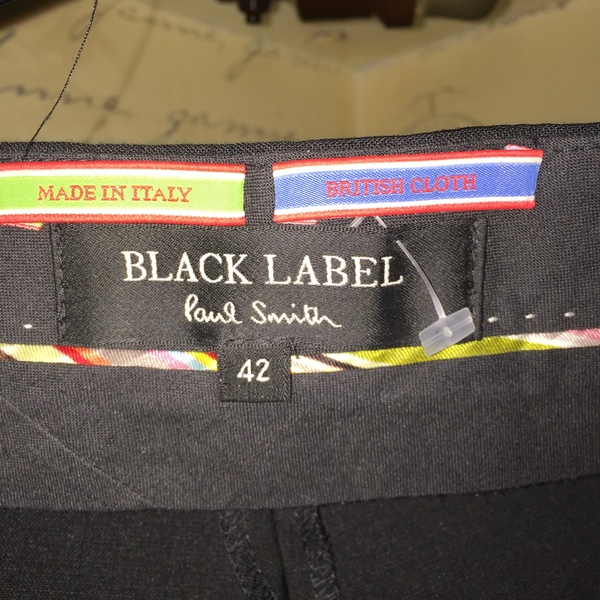 MADE IN ITALY
BRITISH CLOTH
BLACK LABEL
Paul Smith
42